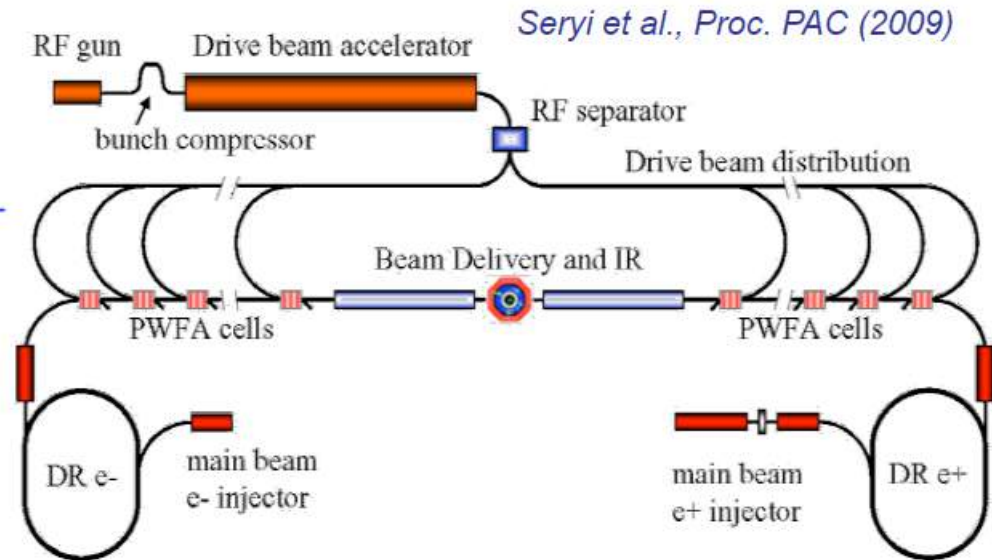 Seryi et al., Proc. PAC (2009)
RF gun
Drive beam accelerator
bunch compressor
RF separator
Drive beam distribution
Beam Delivery and IR
PWFA cells
PWFA cells
DR e-
main beam
e- injector
main beam
e+ injector
DR e+